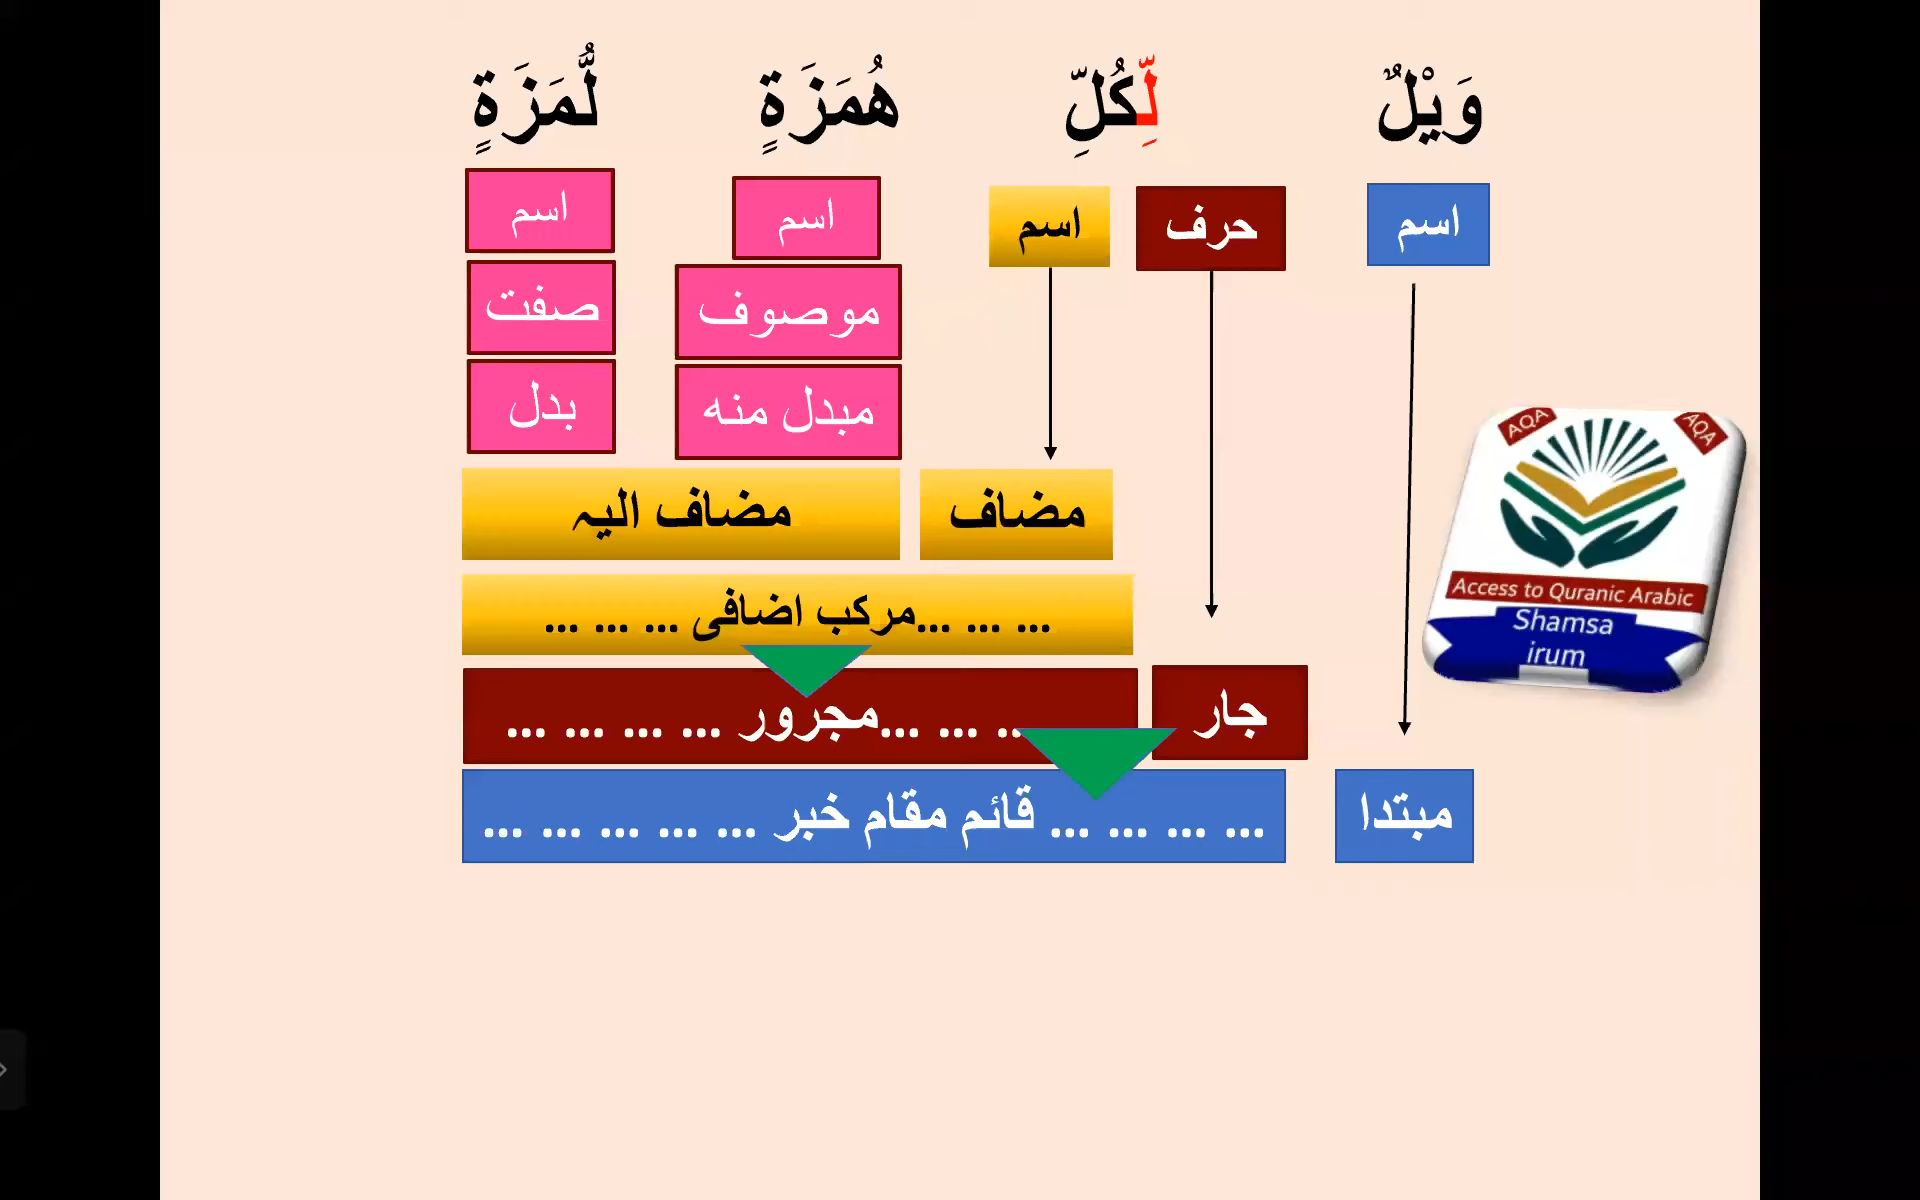 وَيْلٌ لِّكُلِّ هُمَزَةٍ لُّمَزَةٍ
اسم حرف اسم اسم اسم
موصوف صفت
مبدل منه بدل
مضاف مضاف الیہ
... ... ...مرکب اضافی ... ... ...
جار ... ... ...مجرور ... ... ... ...
مبتدا ... ... ... ... قائم مقام خبر ... ... ... ... ...
AQA AQA
Access to Quranic Arabic
Shamsa
irum